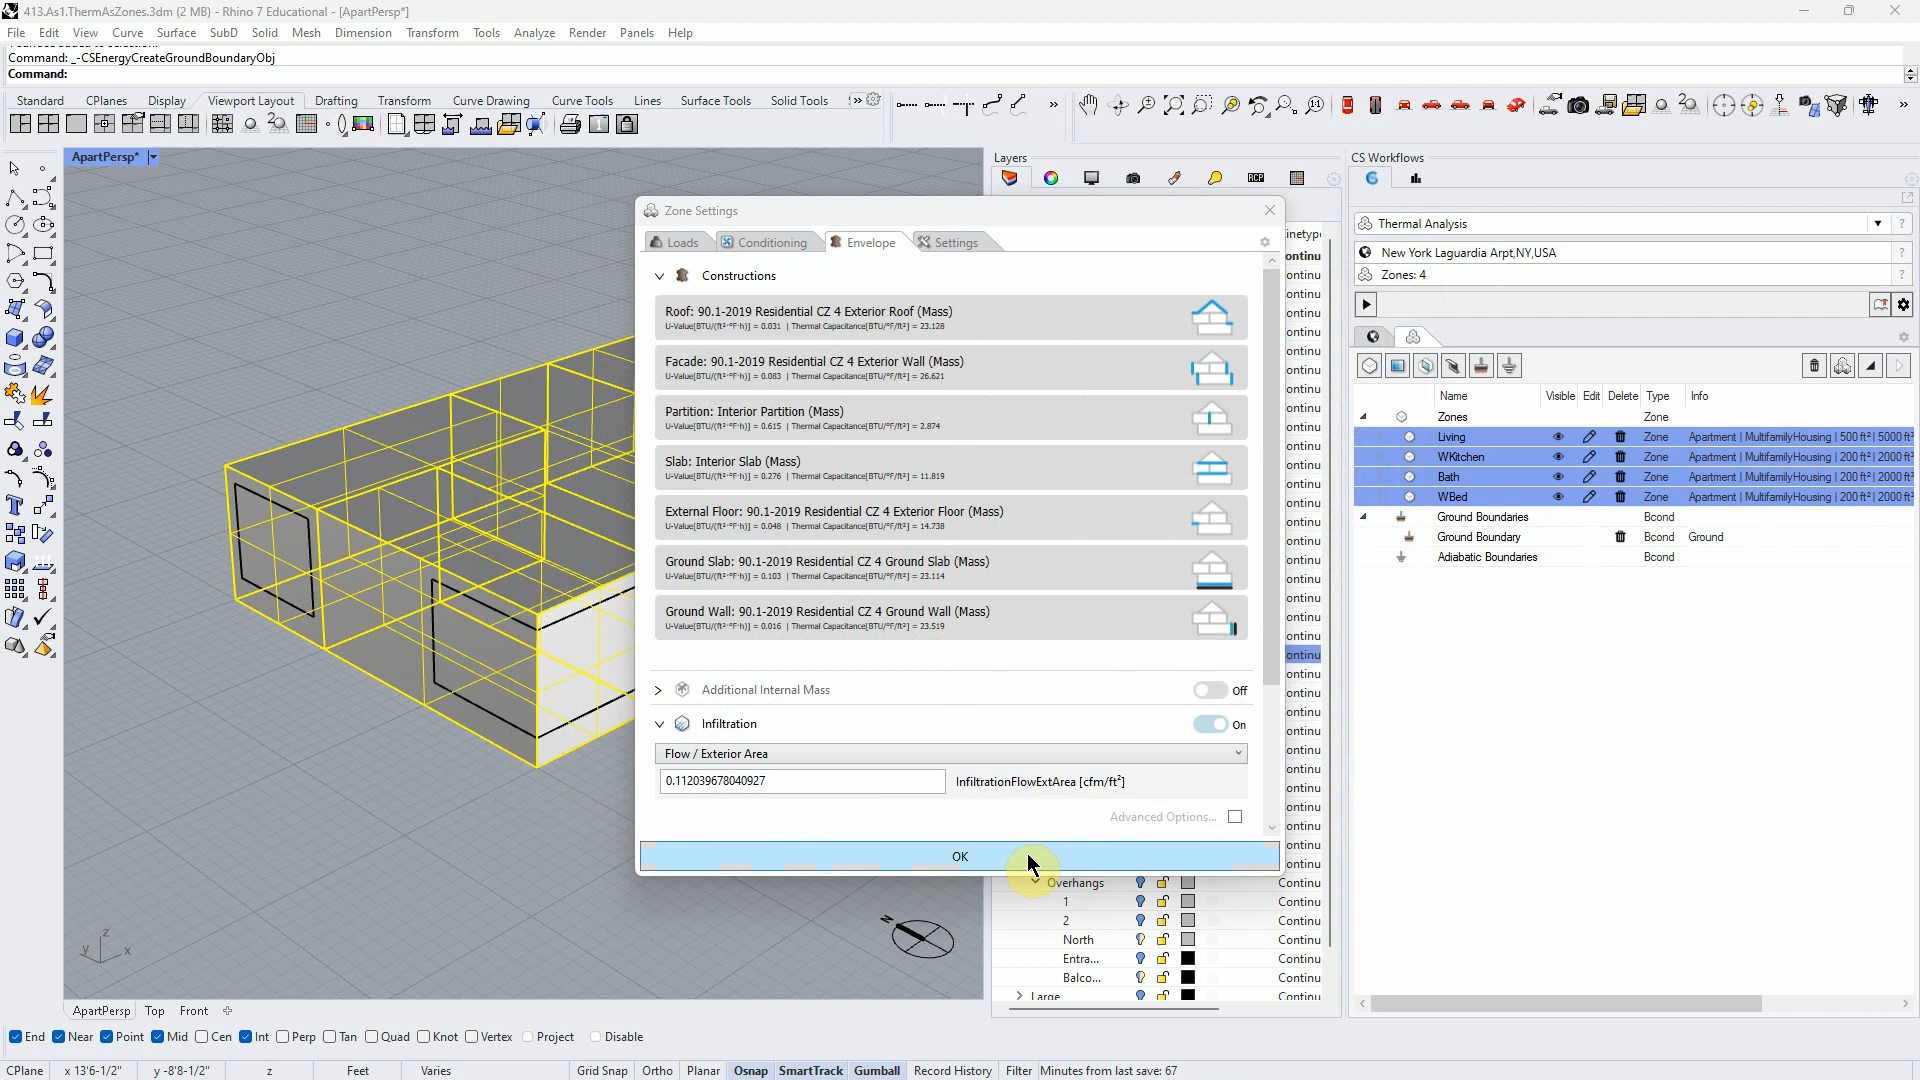 413.As1.ThermAsZones.3dm (2 MB) - Rhino 7 Educational - [ApartPersp*]
File Edit View Curve Surface SubD Solid Mesh Dimension Transform Tools Analyze Render Panels Help
Command: _-CSEnergyCreateGroundBoundaryObj
Command:
Standard CPlanes Display Viewport Layout Drafting Transform Curve Drawing Curve Tools Lines Surface Tools Solid Tools
ApartPersp*
Layers
CS Workflows
Thermal Analysis
New York Laguardia Arpt,NY,USA
Zones: 4
Name Visible Edit Delete Type Info
Zones Zone
Living Zone Apartment | MultifamilyHousing | 500 ft² | 5000 ft³
WKitchen Zone Apartment | MultifamilyHousing | 200 ft² | 2000 ft³
Bath Zone Apartment | MultifamilyHousing | 200 ft² | 2000 ft³
WBed Zone Apartment | MultifamilyHousing | 200 ft² | 2000 ft³
Ground Boundaries Bcond
Ground Boundary Bcond Ground
Adiabatic Boundaries Bcond
Zone Settings
Loads Conditioning Envelope Settings
Constructions
Roof: 90.1-2019 Residential CZ 4 Exterior Roof (Mass)
U-Value[BTU/(ft²·°F·h)] = 0.031 | Thermal Capacitance[BTU/°F/ft²] = 23.128
Facade: 90.1-2019 Residential CZ 4 Exterior Wall (Mass)
U-Value[BTU/(ft²·°F·h)] = 0.083 | Thermal Capacitance[BTU/°F/ft²] = 26.621
Partition: Interior Partition (Mass)
U-Value[BTU/(ft²·°F·h)] = 0.615 | Thermal Capacitance[BTU/°F/ft²] = 2.874
Slab: Interior Slab (Mass)
U-Value[BTU/(ft²·°F·h)] = 0.276 | Thermal Capacitance[BTU/°F/ft²] = 11.819
External Floor: 90.1-2019 Residential CZ 4 Exterior Floor (Mass)
U-Value[BTU/(ft²·°F·h)] = 0.048 | Thermal Capacitance[BTU/°F/ft²] = 14.738
Ground Slab: 90.1-2019 Residential CZ 4 Ground Slab (Mass)
U-Value[BTU/(ft²·°F·h)] = 0.103 | Thermal Capacitance[BTU/°F/ft²] = 23.114
Ground Wall: 90.1-2019 Residential CZ 4 Ground Wall (Mass)
U-Value[BTU/(ft²·°F·h)] = 0.016 | Thermal Capacitance[BTU/°F/ft²] = 23.519
Additional Internal Mass Off
Infiltration On
Flow / Exterior Area
0.112039678040927 InfiltrationFlowExtArea [cfm/ft²]
Advanced Options...
OK
Overhangs Continu
1 Continu
2 Continu
North Continu
Entra... Continu
Balco... Continu
Large Continu
N
z
y x
ApartPersp Top Front
End Near Point Mid Cen Int Perp Tan Quad Knot Vertex Project Disable
CPlane x 13'6-1/2" y -8'8-1/2" z Feet Varies Grid Snap Ortho Planar Osnap SmartTrack Gumball Record History Filter Minutes from last save: 67